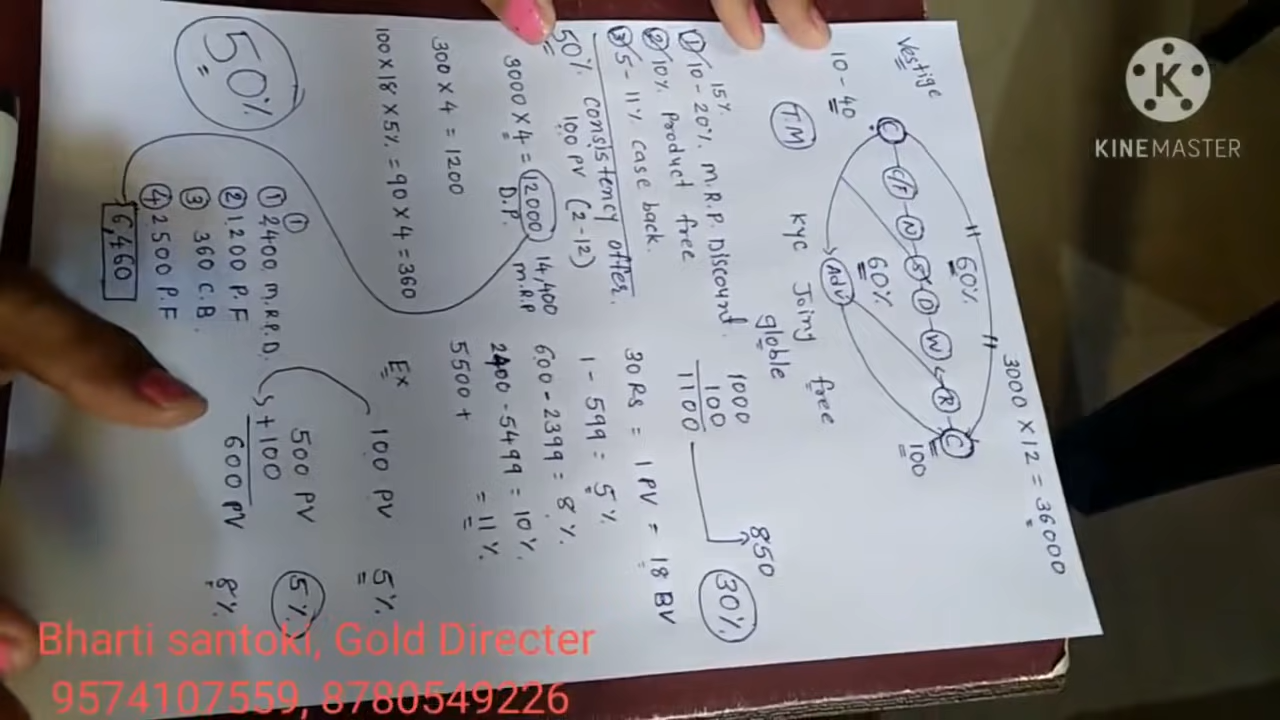 Vestige
3000 × 12 = 36000
60%
C
C/F
N
S
D
W
R
C
100
10 - 40
60%
Adv
T.M
KYC Joing free
globle
① 10 - 20% m.R.P. Discount.
15%
② 10% Product free
③ 5 - 11% case back.
1000
100
1100
850
30%
50% consistency offer.
100 PV (2-12)
3000 × 4 = 12000 14,400
D.P. m.R.P
300 × 4 = 1200
100 × 18 × 5% = 90 × 4 = 360
30 Rs = 1 PV = 18 BV
1 - 599 = 5%
600 - 2399 = 8%
2400 - 5499 = 10%
5500 + = 11%
Ex
100 PV 5%
500 PV 5%
+ 100
600 PV 8%
①
① 2400 m.R.P.D.
② 1200 P.F
③ 360 C.B.
④ 2500 P.F
6,460
50%
K
KINEMASTER
Bharti santoki, Gold Directer
9574107559, 8780549226